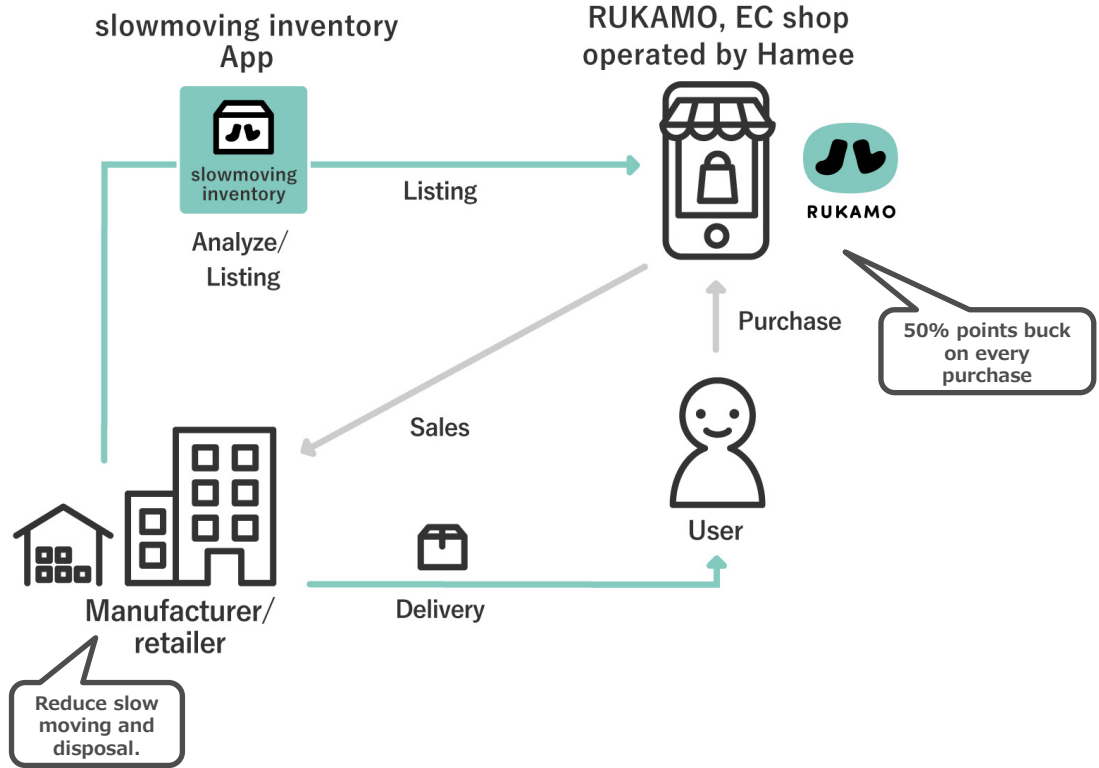 slowmoving inventory
App
RUKAMO, EC shop
operated by Hamee
slowmoving
inventory
Listing
RUKAMO
Analyze/
Listing
Purchase
50% points buck
on every
purchase
Sales
User
Delivery
Manufacturer/
retailer
Reduce slow
moving and
disposal.